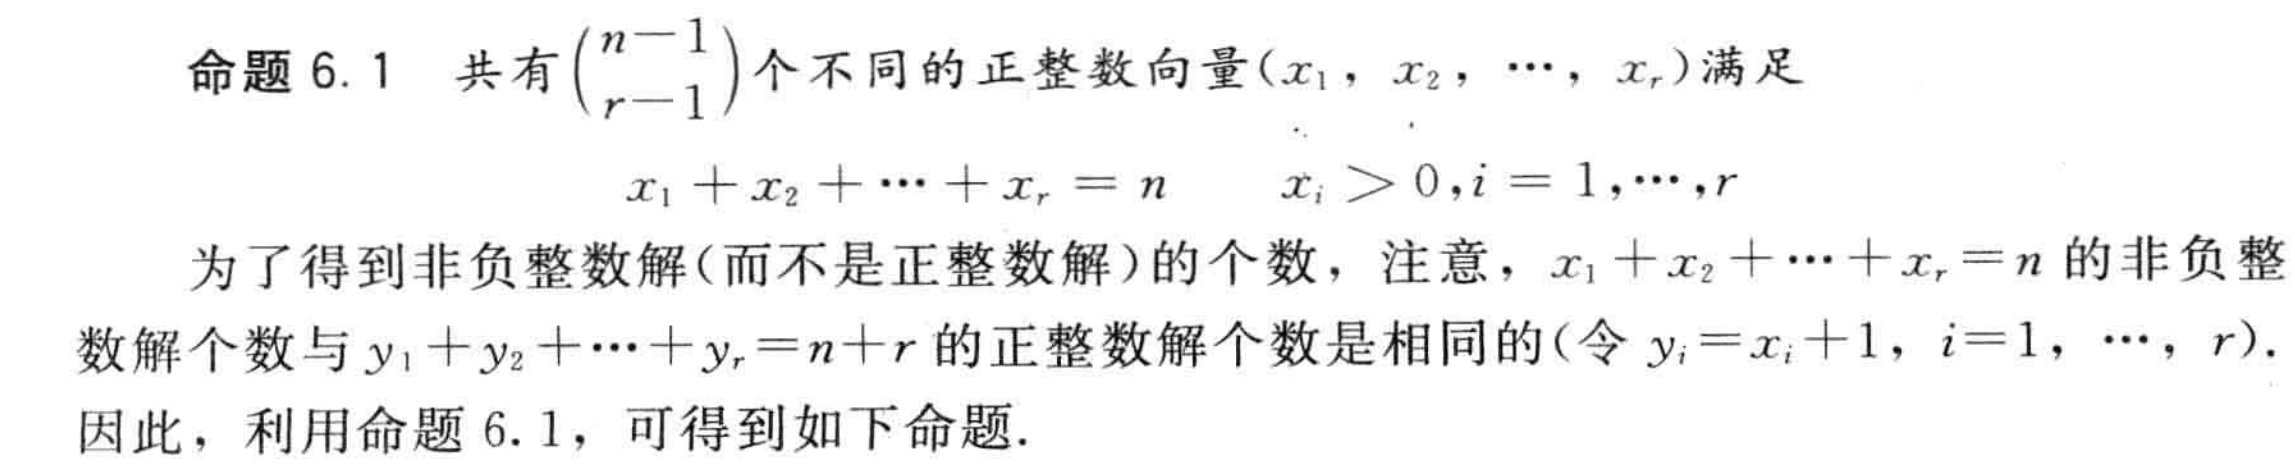 命题 6.1 共有$\binom{n-1}{r-1}$个不同的正整数向量($x_1$, $x_2$, …, $x_r$)满足
$x_1 + x_2 + \cdots + x_r = n \quad x_i > 0, i = 1, \cdots, r$
为了得到非负整数解(而不是正整数解)的个数，注意，$x_1 + x_2 + \cdots + x_r = n$ 的非负整
数解个数与 $y_1 + y_2 + \cdots + y_r = n + r$ 的正整数解个数是相同的(令 $y_i = x_i + 1$, $i = 1$, …, $r$).
因此，利用命题 6.1，可得到如下命题.